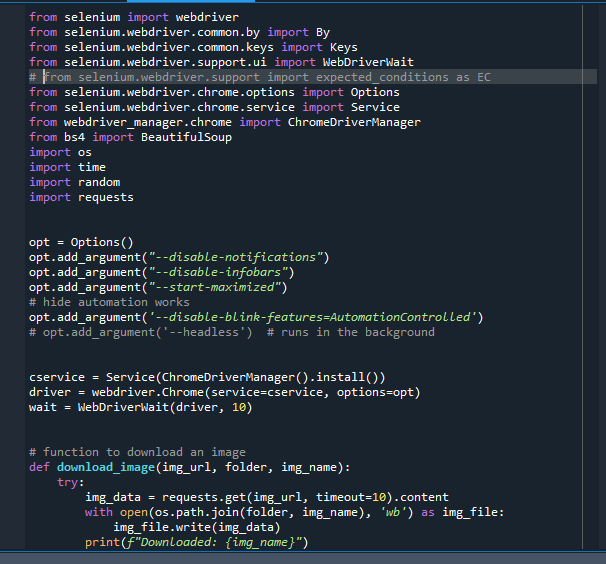 from selenium import webdriver
from selenium.webdriver.common.by import By
from selenium.webdriver.common.keys import Keys
from selenium.webdriver.support.ui import WebDriverWait
# from selenium.webdriver.support import expected_conditions as EC
from selenium.webdriver.chrome.options import Options
from selenium.webdriver.chrome.service import Service
from webdriver_manager.chrome import ChromeDriverManager
from bs4 import BeautifulSoup
import os
import time
import random
import requests
opt = Options()
opt.add_argument("--disable-notifications")
opt.add_argument("--disable-infobars")
opt.add_argument("--start-maximized")
# hide automation works
opt.add_argument('--disable-blink-features=AutomationControlled')
# opt.add_argument('--headless')  # runs in the background
cservice = Service(ChromeDriverManager().install())
driver = webdriver.Chrome(service=cservice, options=opt)
wait = WebDriverWait(driver, 10)
# function to download an image
def download_image(img_url, folder, img_name):
    try:
        img_data = requests.get(img_url, timeout=10).content
        with open(os.path.join(folder, img_name), 'wb') as img_file:
            img_file.write(img_data)
        print(f"Downloaded: {img_name}")